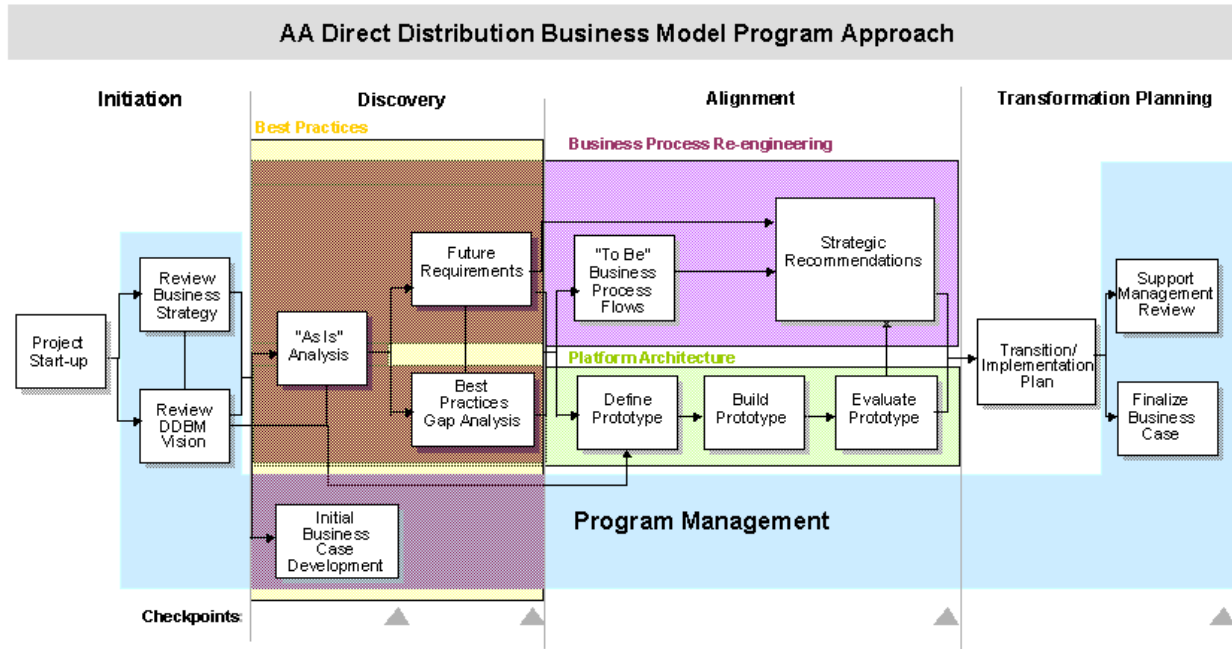 AA Direct Distribution Business Model Program Approach
Initiation
Discovery
Alignment
Transformation Planning
Best Practices
Business Process Re-engineering
Project
Start-up
Review
Business
Strategy
Review
DDBM
Vision
"As Is"
Analysis
Future
Requirements
Best
Practices
Gap Analysis
Initial
Business
Case
Development
"To Be"
Business
Process
Flows
Strategic
Recommendations
Platform Architecture
Define
Prototype
Build
Prototype
Evaluate
Prototype
Transition/
Implementation
Plan
Support
Management
Review
Finalize
Business
Case
Program Management
Checkpoints: